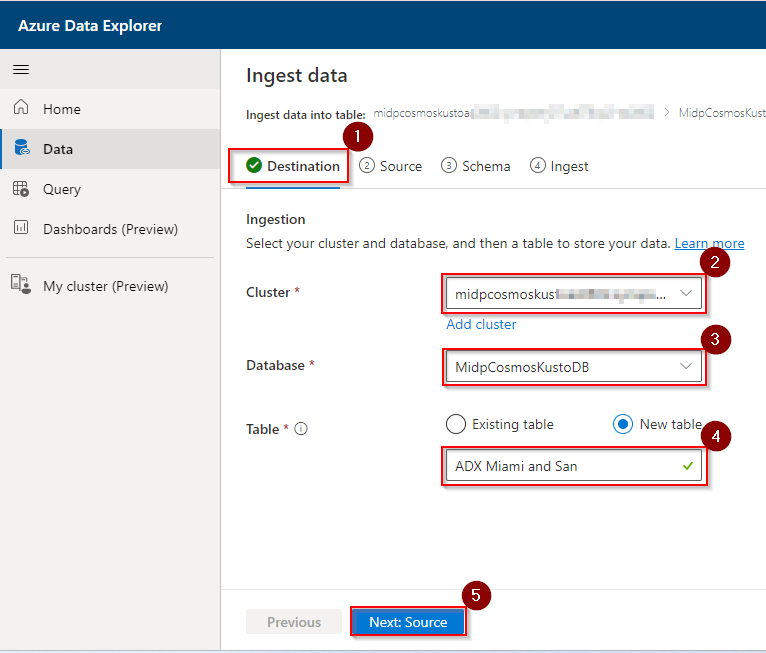 Azure Data Explorer
Home
Data
Query
Dashboards (Preview)
My cluster (Preview)
Ingest data
Ingest data into table: midpcosmoskustoa > MidpCosmosKust
1
Destination 2 Source 3 Schema 4 Ingest
Ingestion
Select your cluster and database, and then a table to store your data. Learn more
2
Cluster * midpcosmoskust ...
Add cluster
3
Database * MidpCosmosKustoDB
Table * Existing table New table
4
ADX Miami and San
5
Previous Next: Source